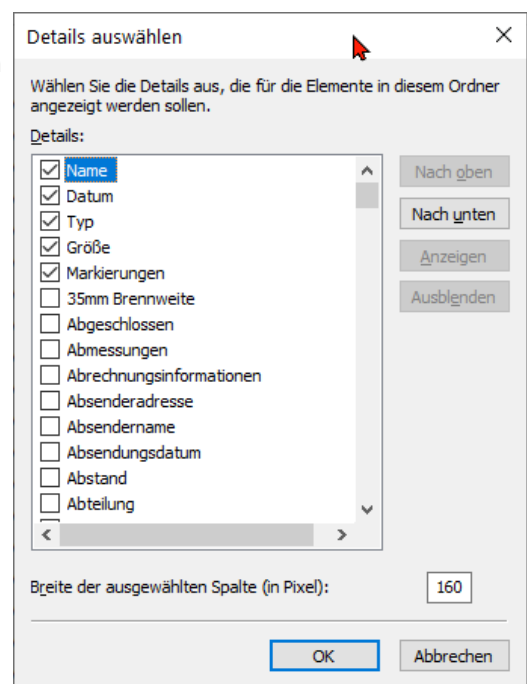 Details auswählen
Wählen Sie die Details aus, die für die Elemente in diesem Ordner
angezeigt werden sollen.
Details:
Name
Datum
Typ
Größe
Markierungen
35mm Brennweite
Abgeschlossen
Abmessungen
Abrechnungsinformationen
Absenderadresse
Absendername
Absendungsdatum
Abstand
Abteilung
Nach oben
Nach unten
Anzeigen
Ausblenden
Breite der ausgewählten Spalte (in Pixel):
160
OK
Abbrechen